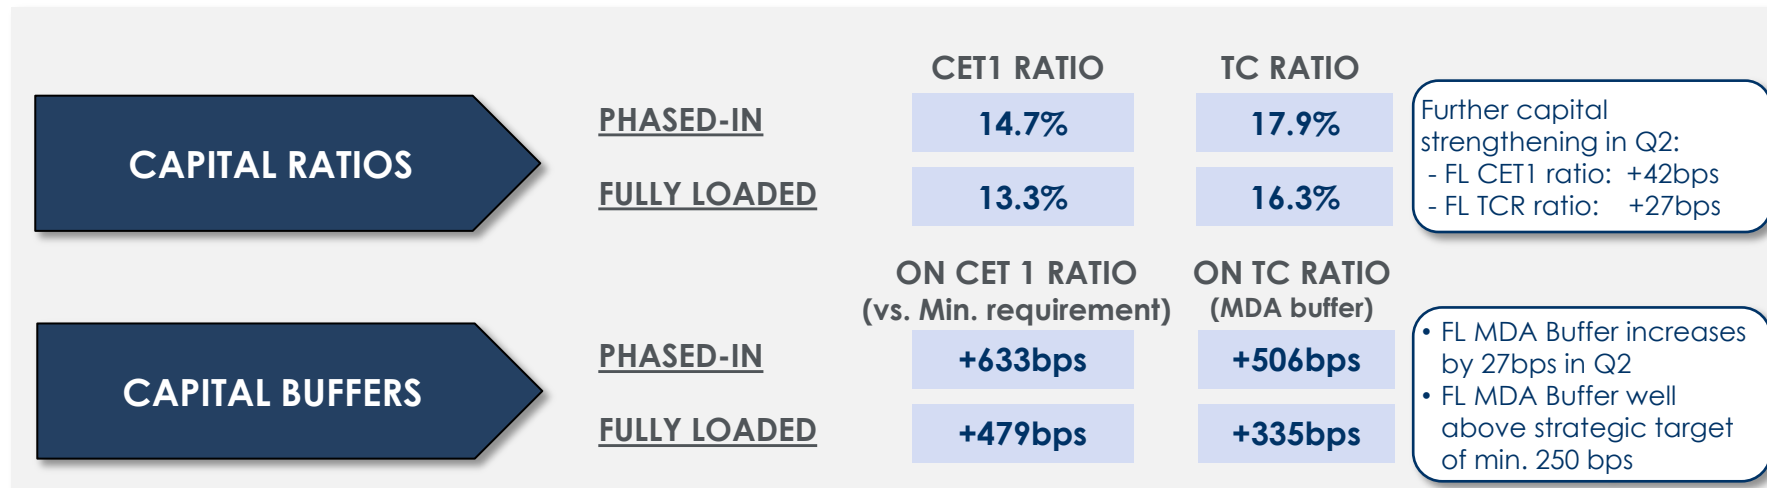 CET1 RATIO TC RATIO
CAPITAL RATIOS
PHASED-IN 14.7% 17.9%
FULLY LOADED 13.3% 16.3%
Further capital
strengthening in Q2:
- FL CET1 ratio: +42bps
- FL TCR ratio: +27bps
ON CET 1 RATIO ON TC RATIO
(vs. Min. requirement) (MDA buffer)
CAPITAL BUFFERS
PHASED-IN +633bps +506bps
FULLY LOADED +479bps +335bps
• FL MDA Buffer increases
by 27bps in Q2
• FL MDA Buffer well
above strategic target
of min. 250 bps